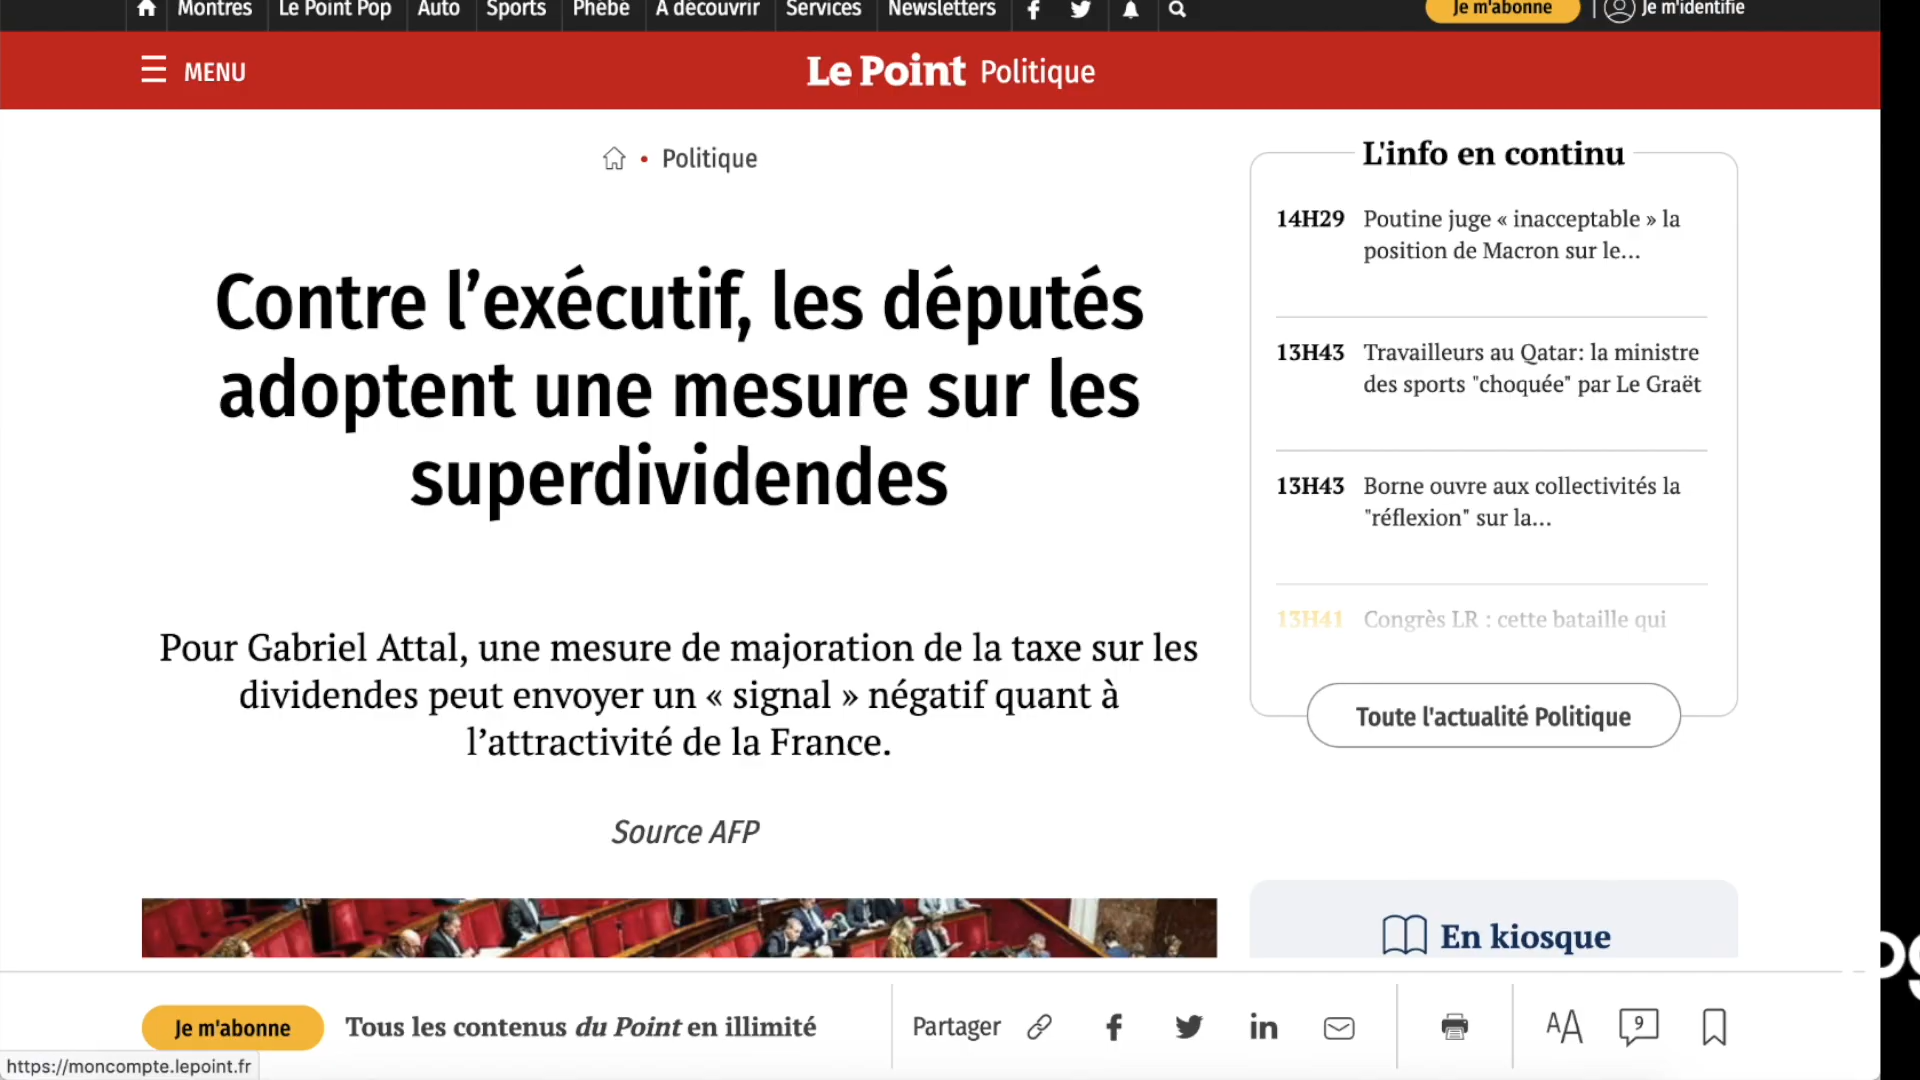 Montres Le Point Pop Auto Sports Phébé A découvrir Services Newsletters Je m'abonne Je m'identifie
MENU
Le Point Politique
Politique
Contre l’exécutif, les députés
adoptent une mesure sur les
superdividendes
Pour Gabriel Attal, une mesure de majoration de la taxe sur les
dividendes peut envoyer un « signal » négatif quant à
l’attractivité de la France.
Source AFP
L'info en continu
14H29 Poutine juge « inacceptable » la
position de Macron sur le...
13H43 Travailleurs au Qatar: la ministre
des sports "choquée" par Le Graët
13H43 Borne ouvre aux collectivités la
"réflexion" sur la...
13H41 Congrès LR : cette bataille qui
Toute l'actualité Politique
En kiosque
Je m'abonne Tous les contenus du Point en illimité
Partager
AA
9
https://moncompte.lepoint.fr